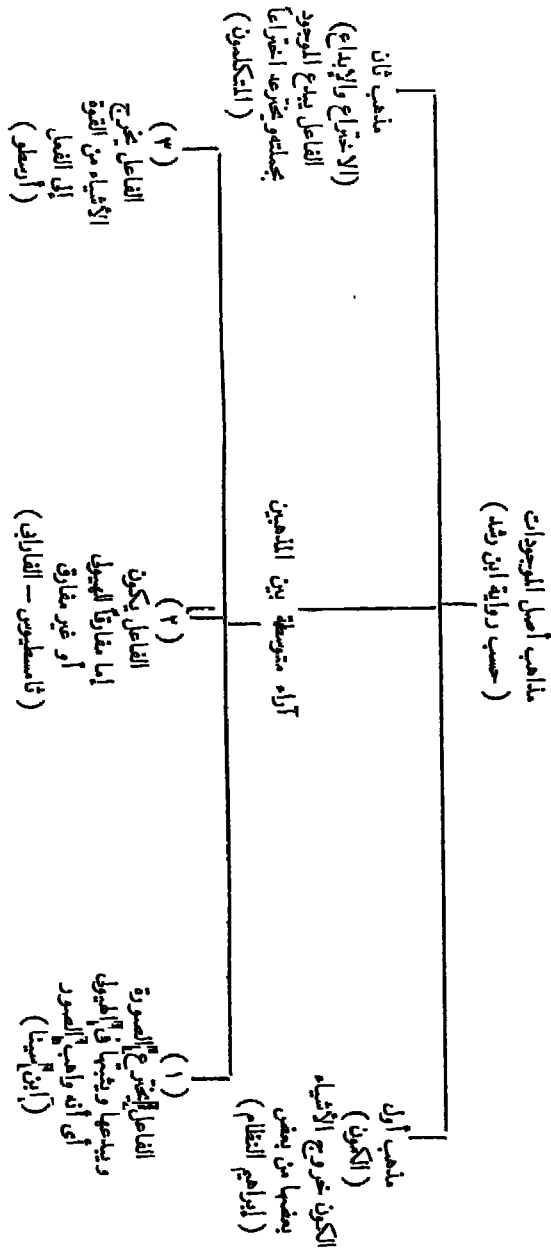 مذاهب أصل الموجودات
(حسب رواية ابن رشد)
مذهب أول
(الكمون)
الكون خروج الأشياء
بعضها من بعض
(إبراهيم النظام)
آراء متوسطة بين المذهبين
مذهب ثان
(الاختراع والإبداع)
الفاعل يبدع الموجود
بجملته ويخترعه اختراعاً
(المتكلمون)
(١)
الفاعل يخترع الصورة
ويبدعها ويثبتها في الهيولى
أى أنه واهب الصور
(ابن سينا)
(٢)
الفاعل يكون
إما مفارقاً للهيولى
أو غير مفارق
(ثامسطيوس – الفارابى)
(٣)
الفاعل يخرج
الأشياء من القوة
إلى الفعل
(أرسطو)